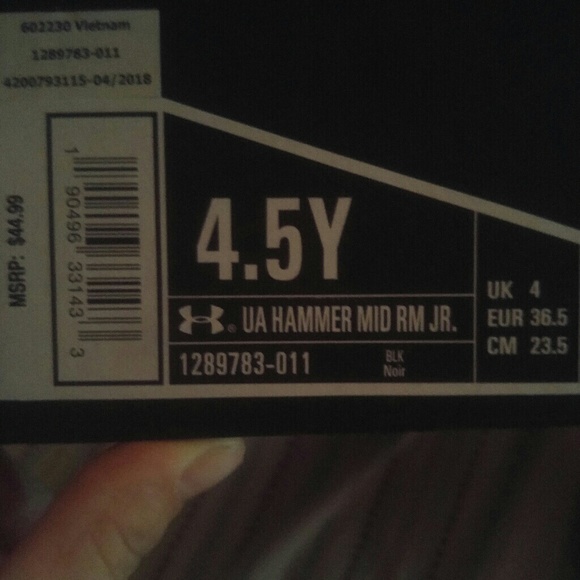 602230 Vietnam
1289783-011
4200793115-04/2018
MSRP: $44.99
1 90496 33143 3
4.5Y
® UA HAMMER MID RM JR.
1289783-011
BLK
Noir
UK 4
EUR 36.5
CM 23.5